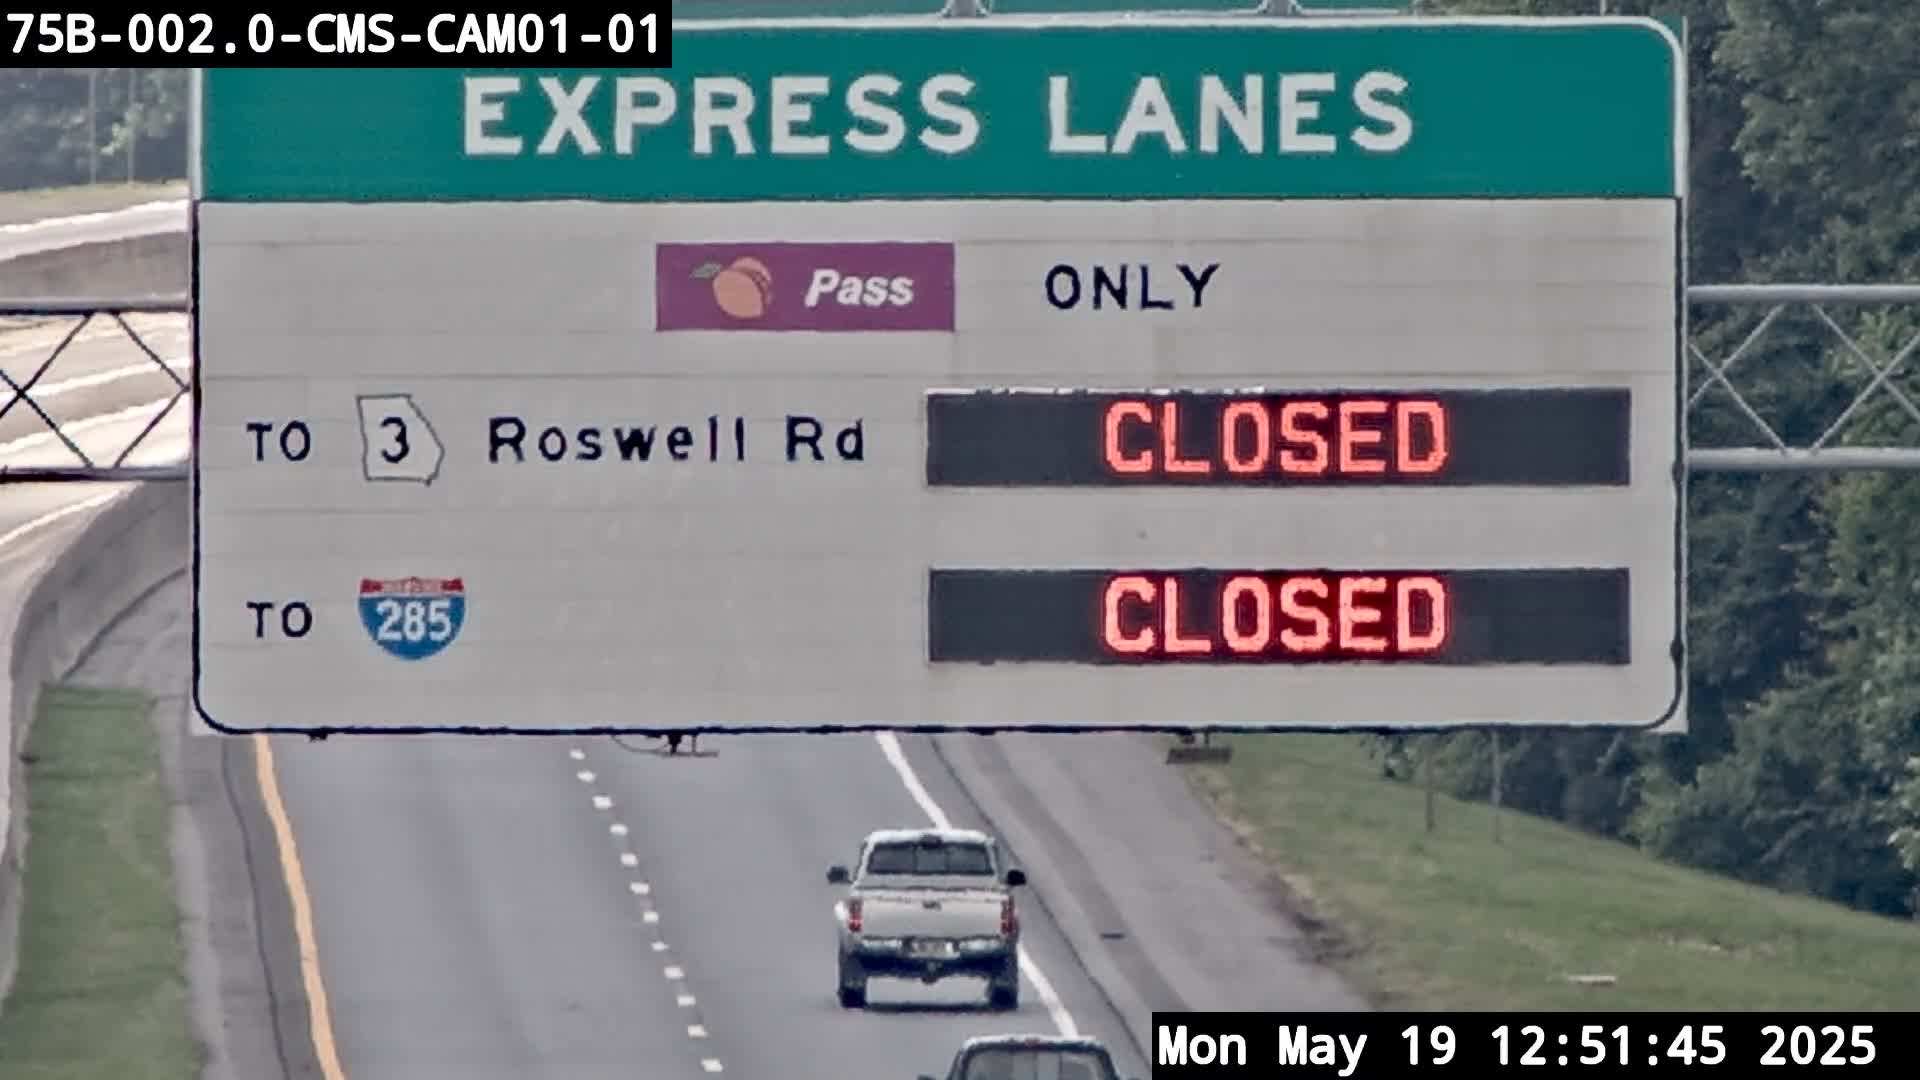 75B-002.0-CMS-CAM01-01
EXPRESS LANES
Pass ONLY
TO 3 Roswell Rd CLOSED
TO 285 CLOSED
Mon May 19 12:51:45 2025